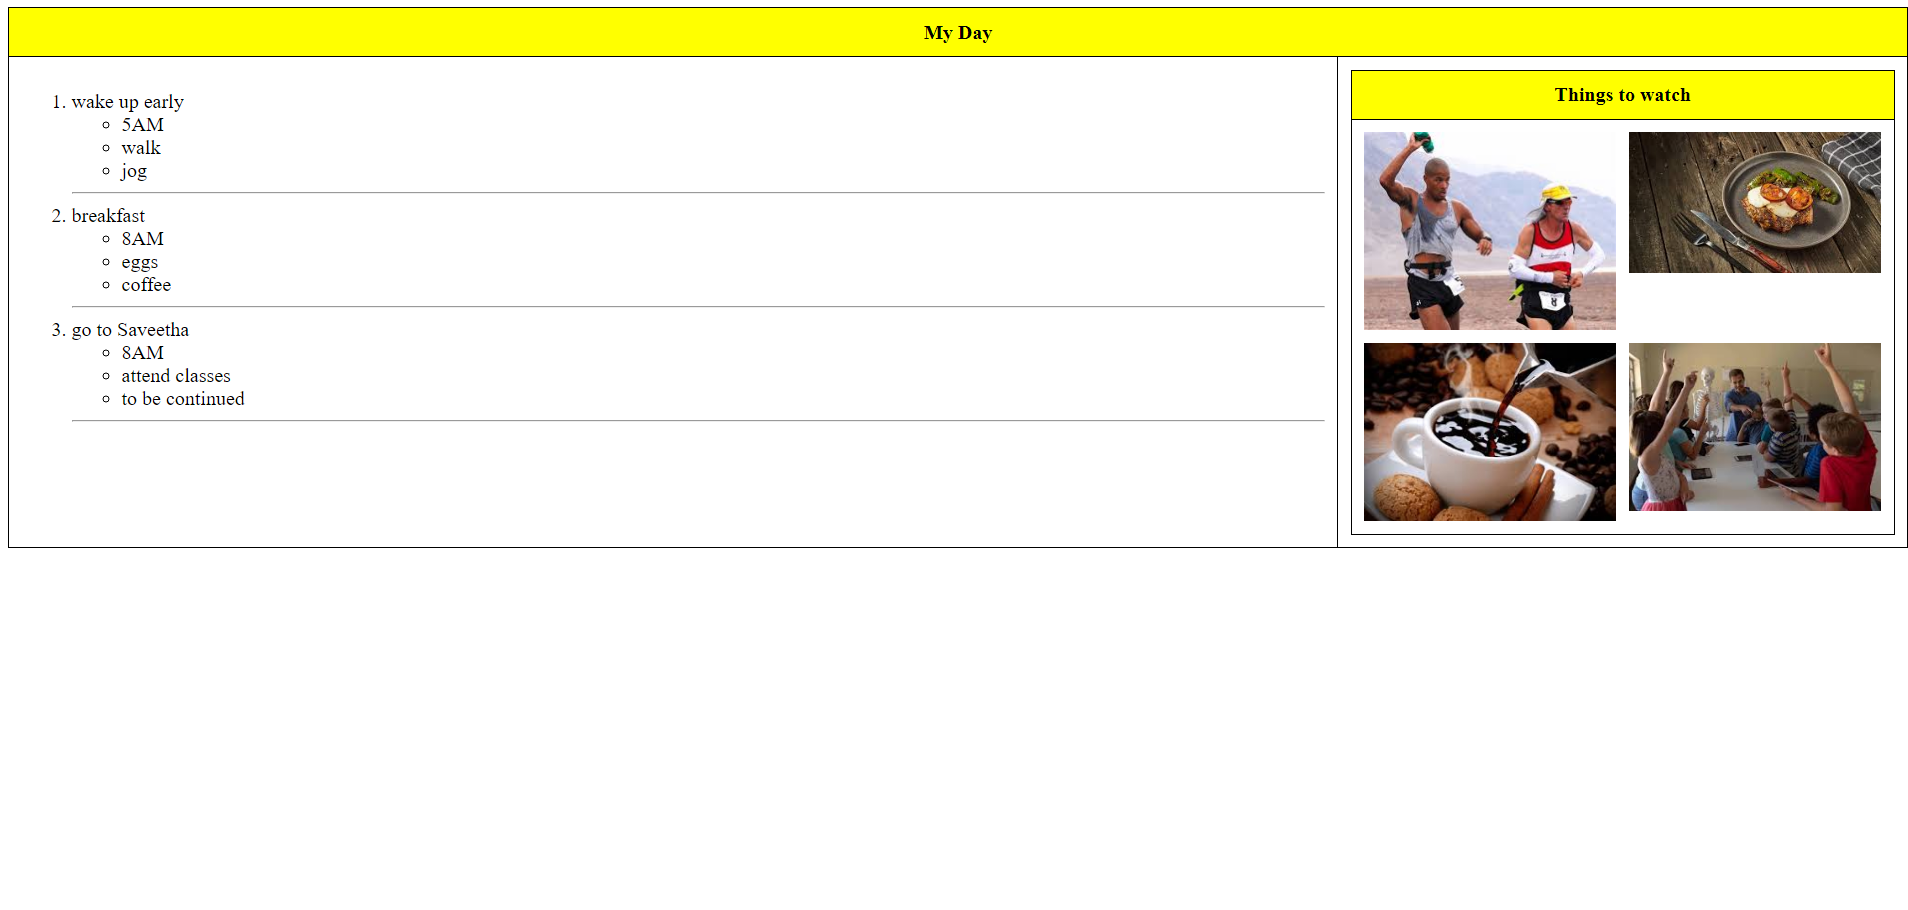 My Day
1. wake up early
5AM
walk
jog
2. breakfast
8AM
eggs
coffee
3. go to Saveetha
8AM
attend classes
to be continued
Things to watch